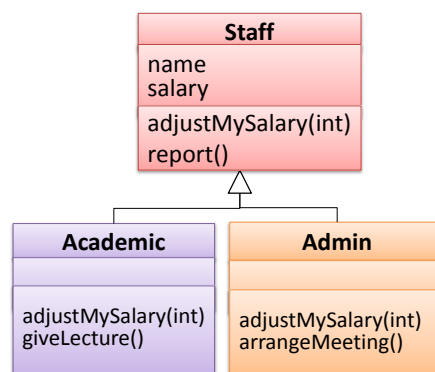 Staff
name
salary
adjustMySalary(int)
report()
Academic
adjustMySalary(int)
giveLecture()
Admin
adjustMySalary(int)
arrangeMeeting()